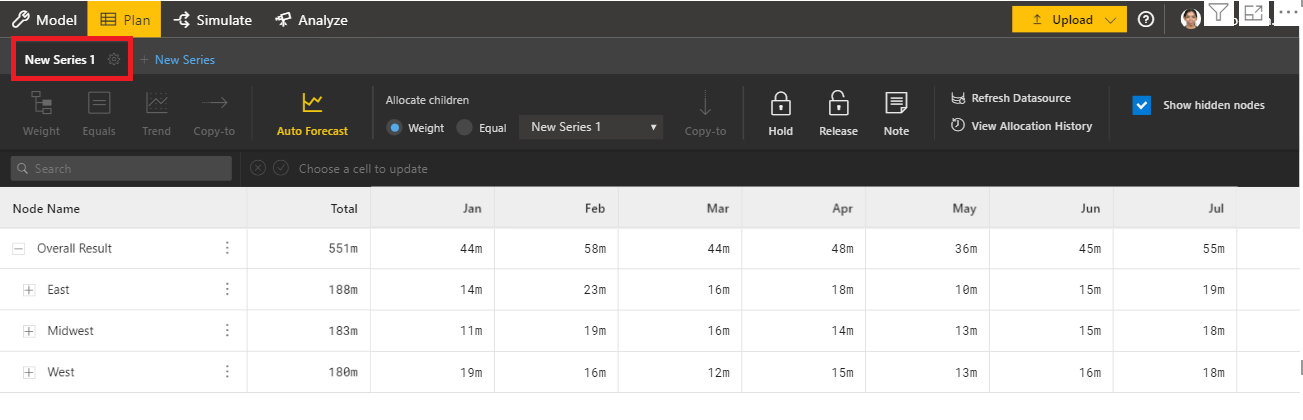 Model Plan Simulate Analyze Upload
New Series 1 + New Series
Allocate children
Weight Equals Trend Copy-to Auto Forecast Weight Equal New Series 1 Copy-to Hold Release Note
Refresh Datasource
View Allocation History
Show hidden nodes
Search Choose a cell to update
Node Name Total Jan Feb Mar Apr May Jun Jul
Overall Result 551m 44m 58m 44m 48m 36m 45m 55m
East 188m 14m 23m 16m 18m 10m 15m 19m
Midwest 183m 11m 19m 16m 14m 13m 15m 18m
West 180m 19m 16m 12m 15m 13m 16m 18m